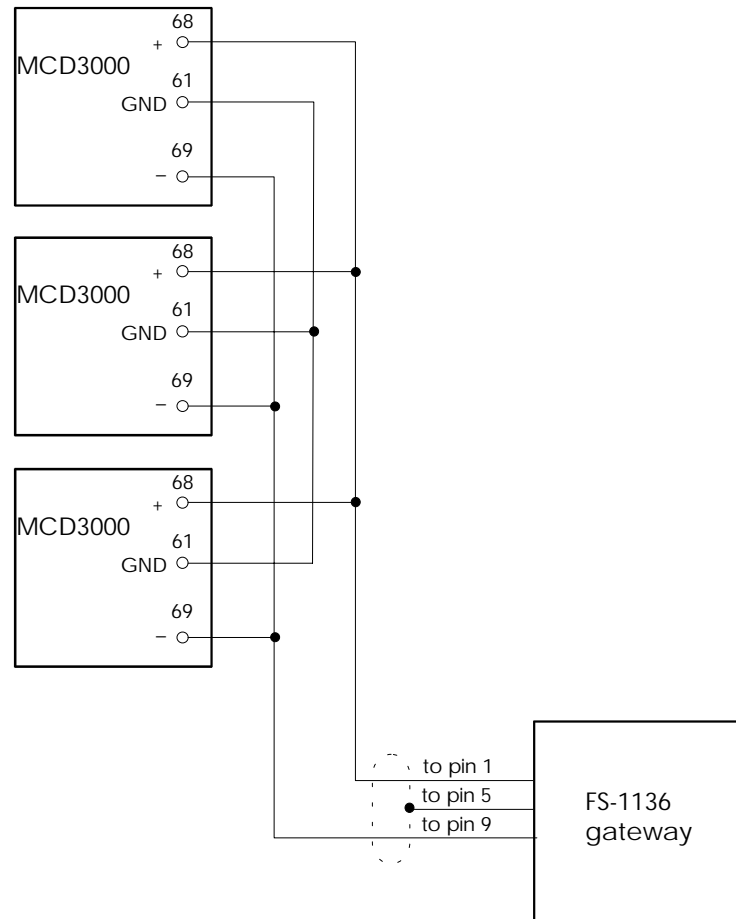 68
+
MCD3000
61
GND
69
–
68
+
MCD3000
61
GND
69
–
68
+
MCD3000
61
GND
69
–
to pin 1
to pin 5
to pin 9
FS-1136
gateway